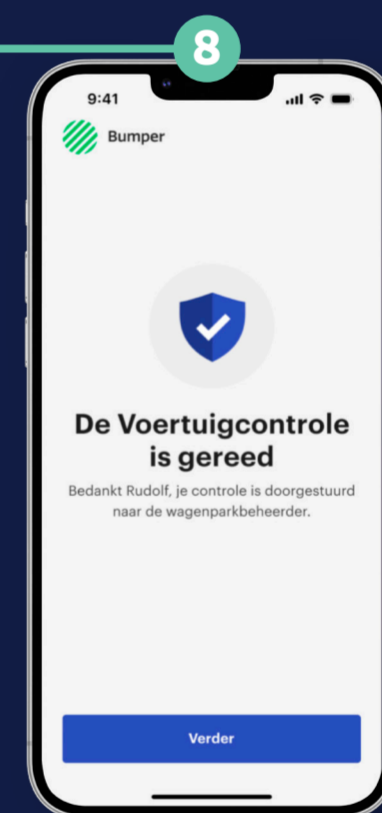 8
9:41
Bumper
De Voertuigcontrole
is gereed
Bedankt Rudolf, je controle is doorgestuurd
naar de wagenparkbeheerder.
Verder